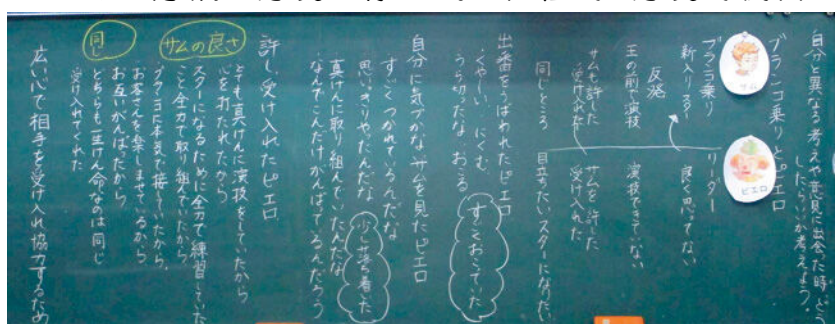 自分と異なる考えや意見に出会った時、どう
したらいいか考えよう。
ブランコ乗りとピエロ
サム
ピエロ
ブランコ乗り
リーダー
新入りスター
良く思ってない
反発
王の前で演技
演技できていない
サムも許した
受け入れた
サムを許した
受け入れた
同じところ
目立ちたいスターになりたい
出番をうばわれたピエロ
くやしい、にくむ
うら切ったな、おこる
すごくおこっていた
自分に気づかないサムを見たピエロ
すごくつかれているんだな
思いきりやったんだな
真けんに取り組んでいたんだな
なんでこんだけがんばっているんだろう
少し落ち着いた
許し、受け入れたピエロ
とても真けんに演技をしていたから
心を打たれたから
サムの良さ
スターになるために全力で練習していた
こと全力で取り組んでいたから
ブランコに本気で接していたから、
お客さんを楽しませているから
お互いがんばったから
同じ
どちらも一生けん命なのは同じ
受け入れてくれた
広い心で相手を受け入れ協力するため